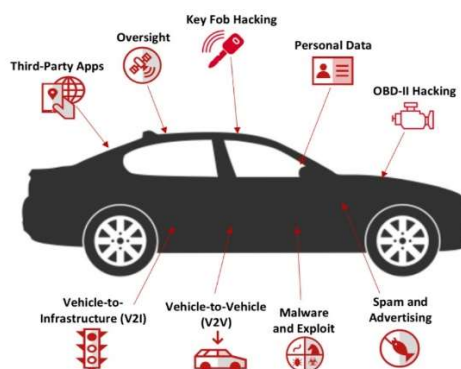 Key Fob Hacking
Oversight
Personal Data
Third-Party Apps
OBD-II Hacking
Vehicle-to-
Infrastructure (V2I)
Vehicle-to-Vehicle
(V2V)
Malware
and Exploit
Spam and
Advertising